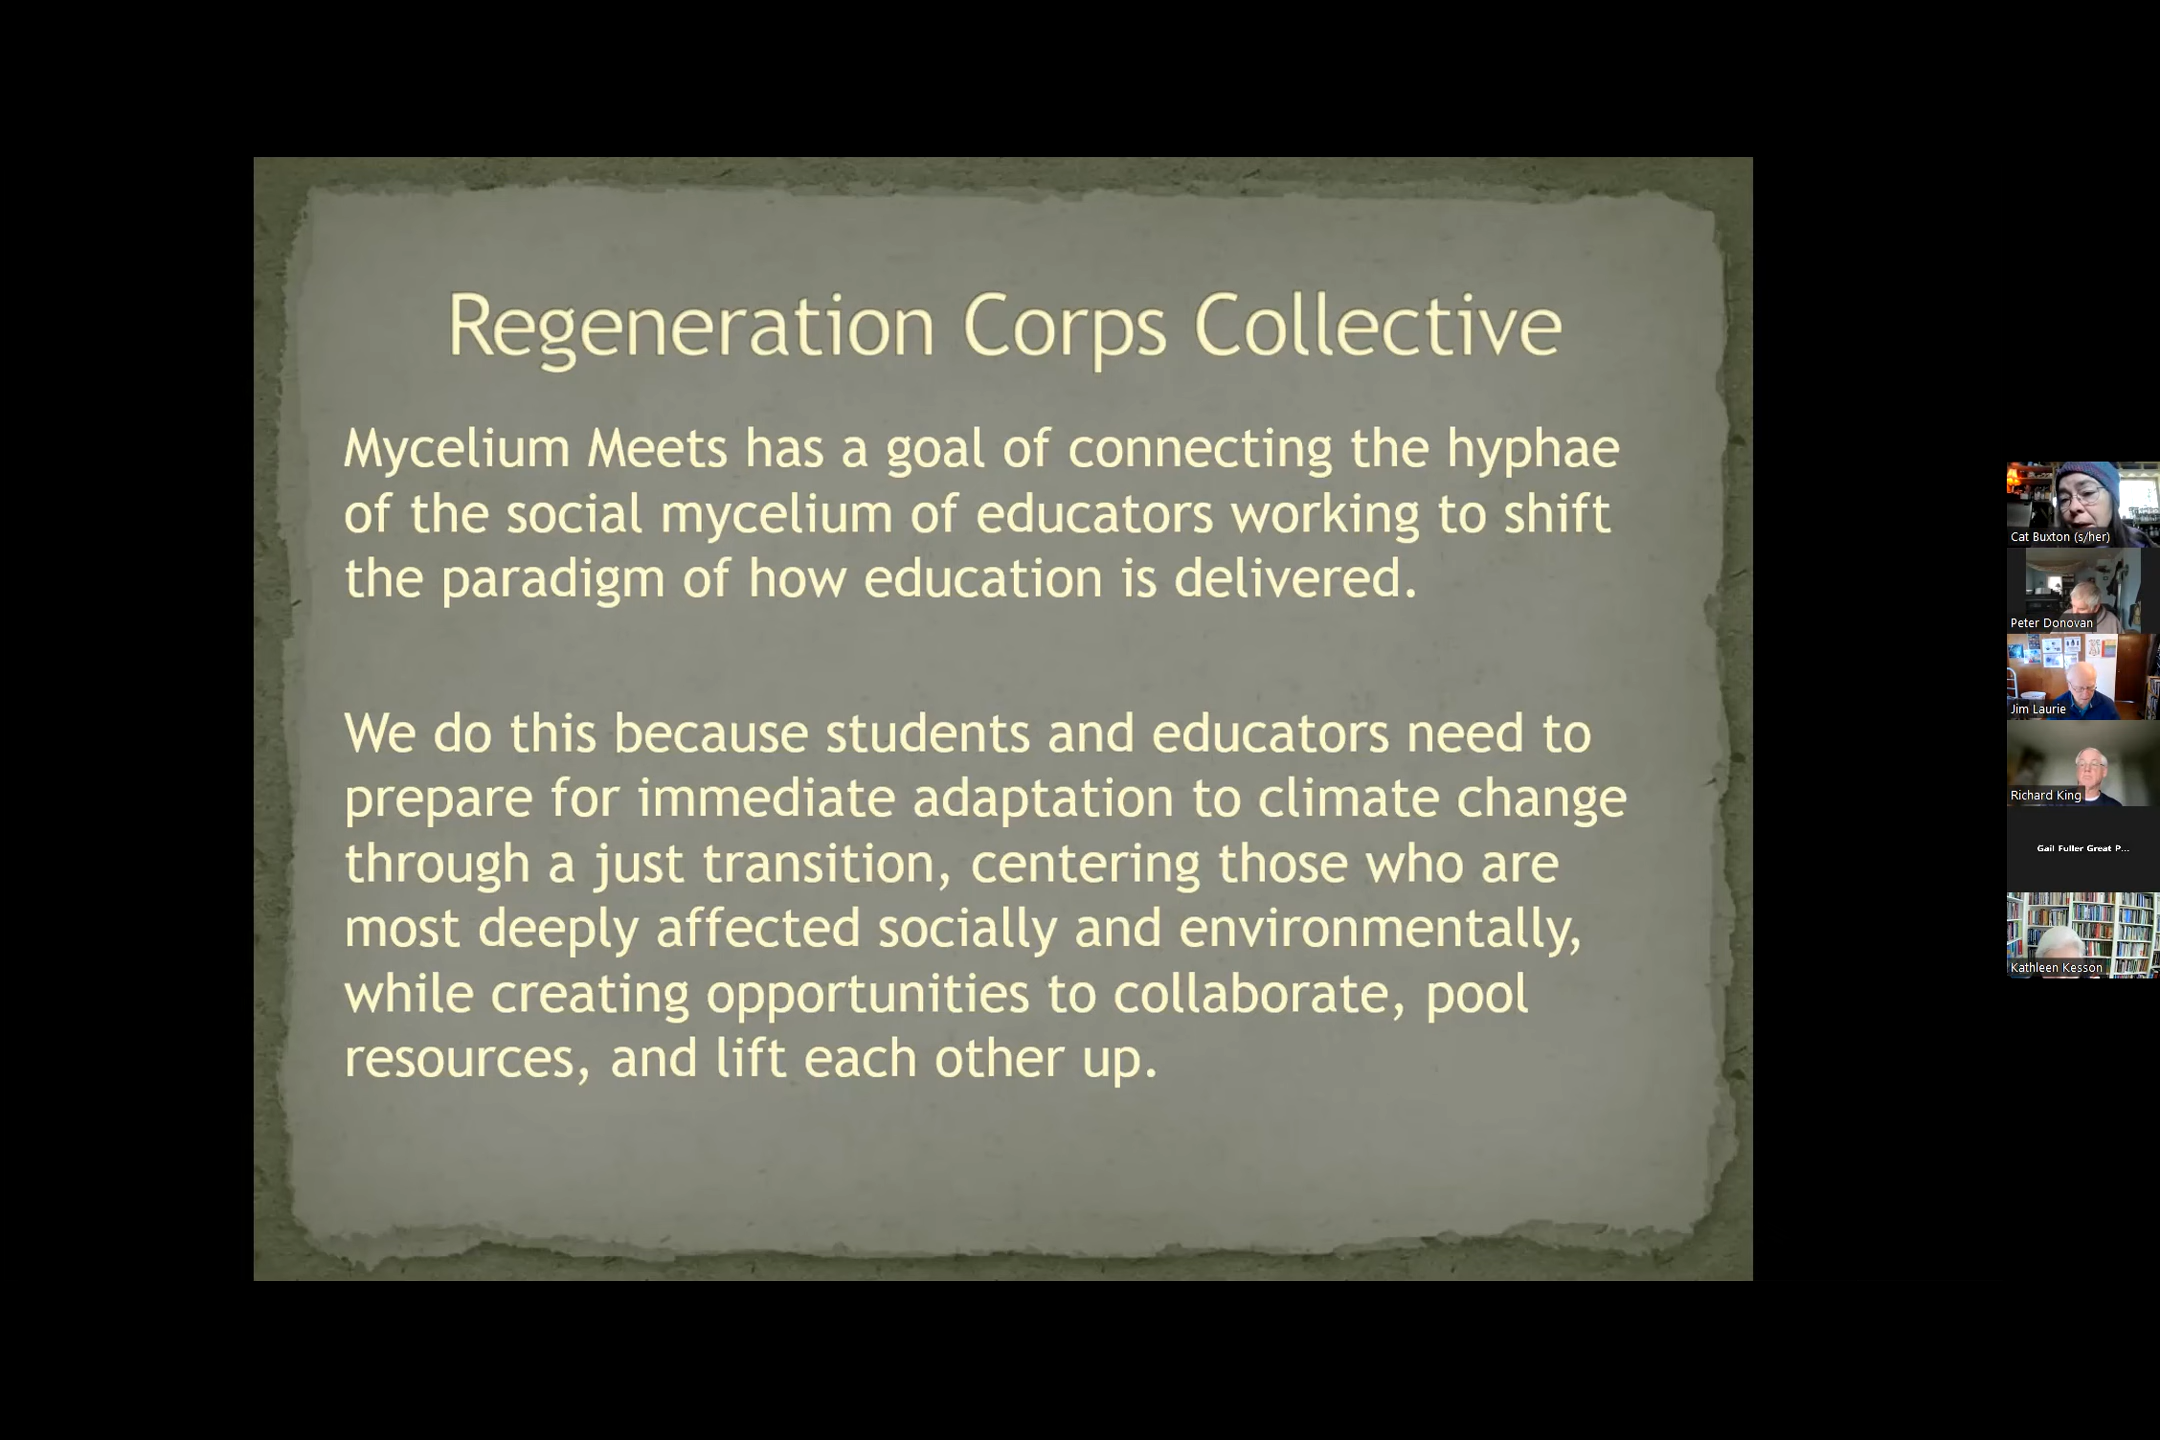 Regeneration Corps Collective
Mycelium Meets has a goal of connecting the hyphae
of the social mycelium of educators working to shift
the paradigm of how education is delivered.
We do this because students and educators need to
prepare for immediate adaptation to climate change
through a just transition, centering those who are
most deeply affected socially and environmentally,
while creating opportunities to collaborate, pool
resources, and lift each other up.
Cat Buxton (s/her)
Peter Donovan
Jim Laurie
Richard King
Gail Fuller Great P...
Kathleen Kesson